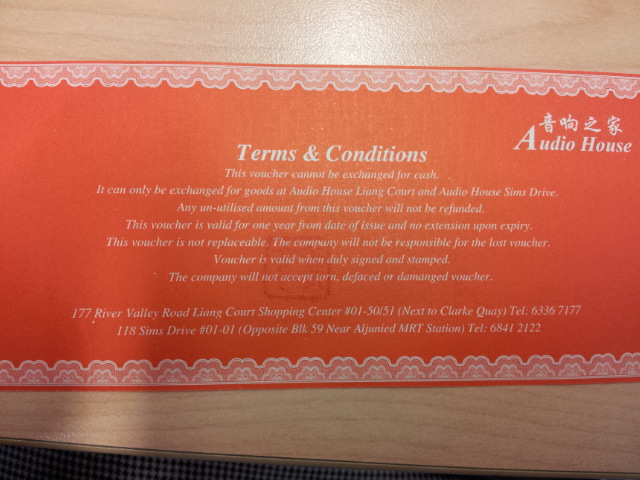 音响之家
Audio House
Terms & Conditions
This voucher cannot be exchanged for cash.
It can only be exchanged for goods at Audio House Liang Court and Audio House Sims Drive.
Any un-utilised amount from this voucher will not be refunded.
This voucher is valid for one year from date of issue and no extension upon expiry.
This voucher is not replaceable. The company will not be responsible for the lost voucher.
Voucher is valid when duly signed and stamped.
The company will not accept torn, defaced or damanged voucher.
177 River Valley Road Liang Court Shopping Center #01-50/51 (Next to Clarke Quay) Tel: 6336 7177
118 Sims Drive #01-01 (Opposite Blk 59 Near Aljunied MRT Station) Tel: 6841 2122